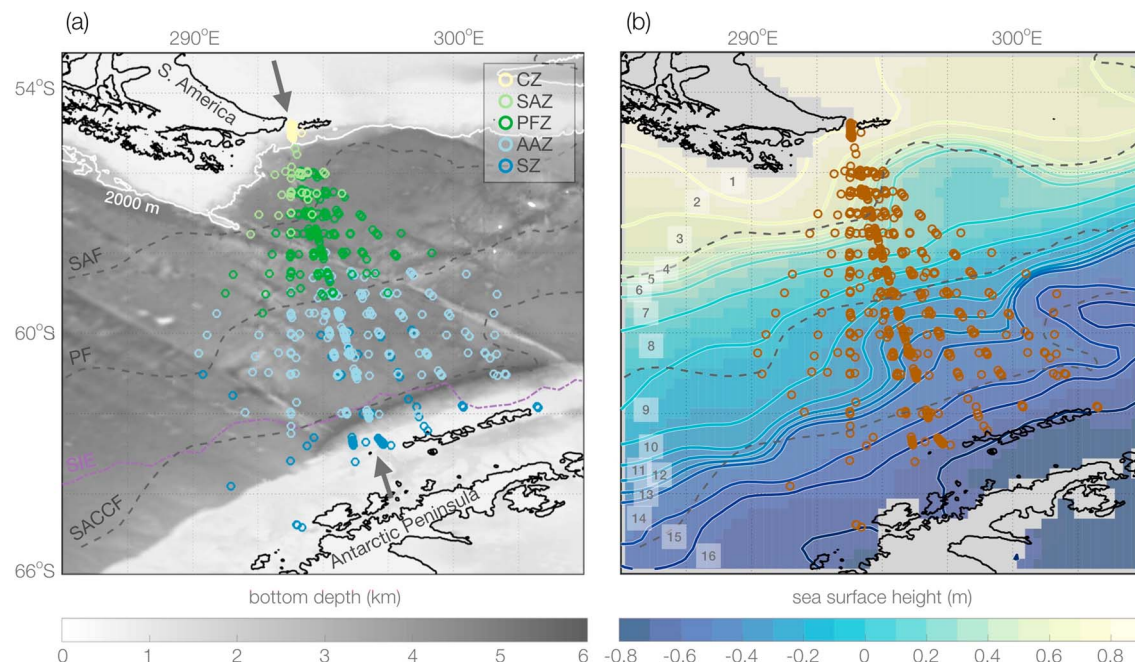 (a)
290°E
300°E
54°S
60°S
66°S
S. America
CZ
SAZ
PFZ
AAZ
SZ
2000 m
SAF
PF
SIE
SACCF
Antarctic Peninsula
bottom depth (km)
0 1 2 3 4 5 6
(b)
290°E
300°E
1
2
3
4
5
6
7
8
9
10
11
12
13
14
15
16
sea surface height (m)
-0.8 -0.6 -0.4 -0.2 0 0.2 0.4 0.6 0.8